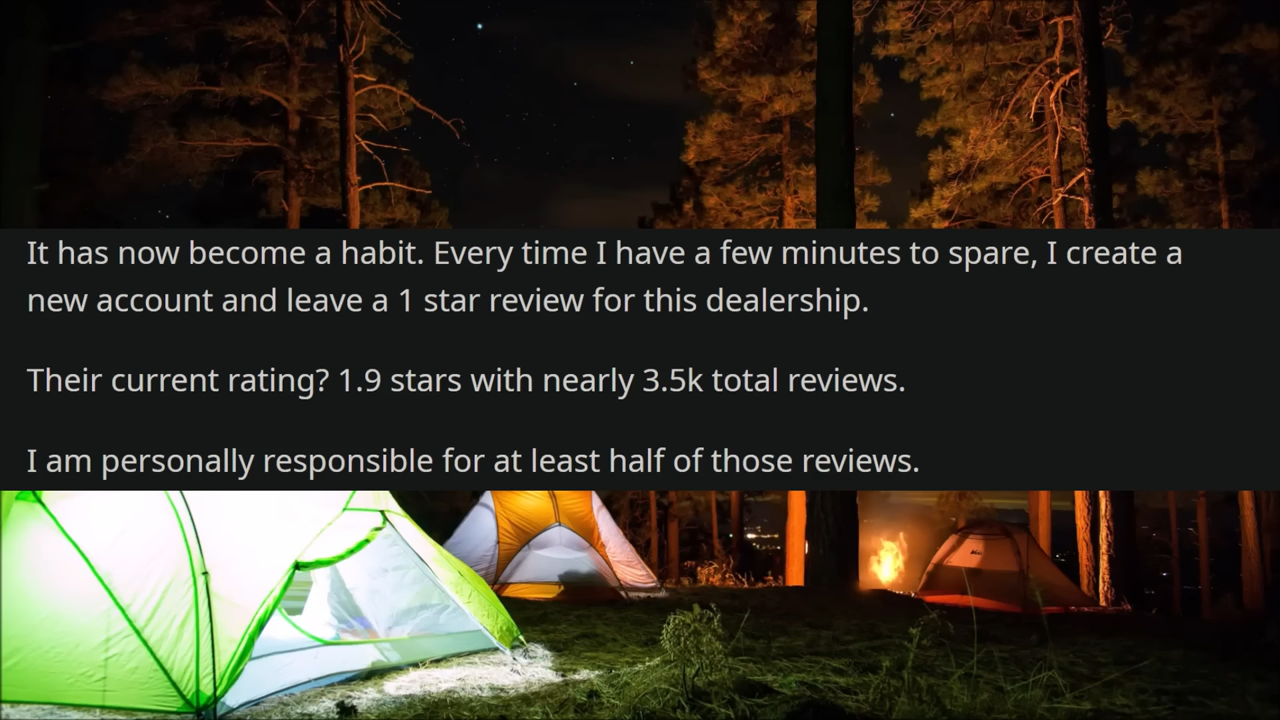 It has now become a habit. Every time I have a few minutes to spare, I create a
new account and leave a 1 star review for this dealership.
Their current rating? 1.9 stars with nearly 3.5k total reviews.
I am personally responsible for at least half of those reviews.